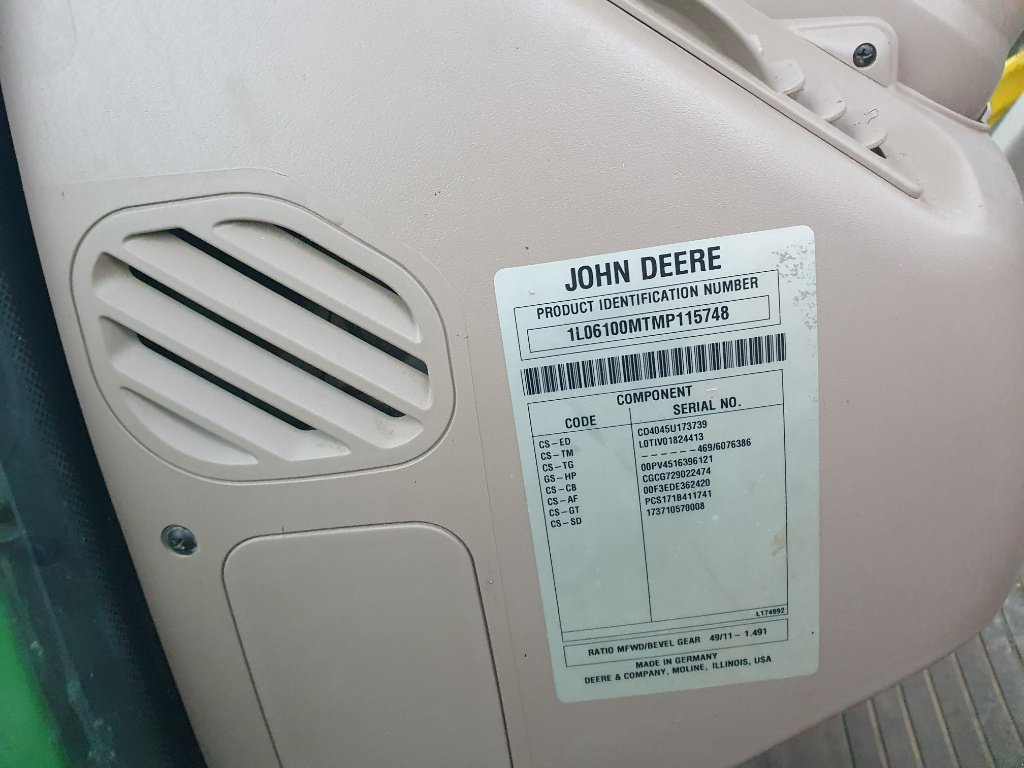 JOHN DEERE
PRODUCT IDENTIFICATION NUMBER
1L06100MTMP115748
COMPONENT
CODE SERIAL NO.
CS-ED CD4045U173739
CS-TM L0TIV01824413
CS-TG - - - - - - - 469/6076386
GS-HP 00PV4516396121
CS-CB CGCG729022474
CS-AF 00F3EDE362420
CS-GT PCS171B411741
CS-SD 173710570008
L174992
RATIO MFWD/BEVEL GEAR 49/11- 1.491
MADE IN GERMANY
DEERE & COMPANY, MOLINE, ILLINOIS, USA